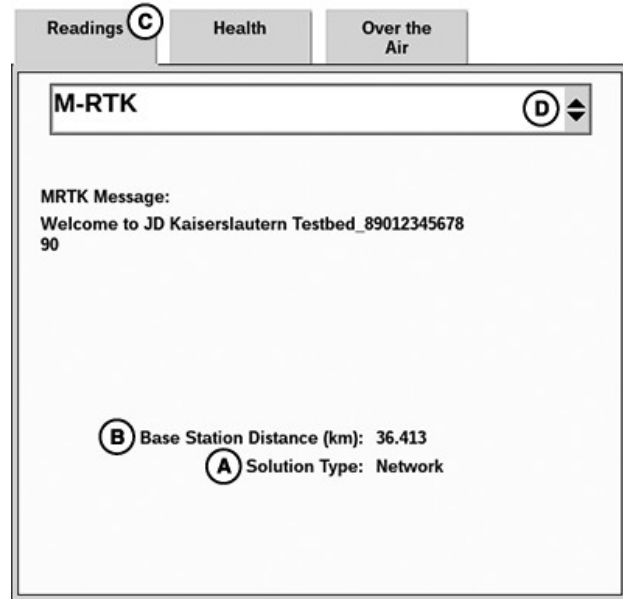 Readings C
Health
Over the
Air
M-RTK
D
MRTK Message:
Welcome to JD Kaiserslautern Testbed_89012345678
90
B Base Station Distance (km): 36.413
A Solution Type: Network